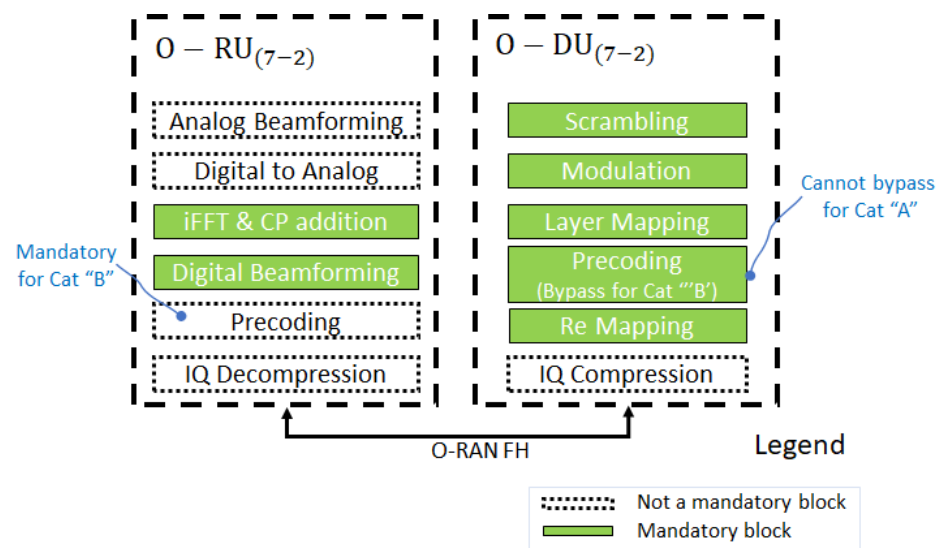 O – RU(7−2)
Analog Beamforming
Digital to Analog
iFFT & CP addition
Digital Beamforming
Precoding
IQ Decompression
Mandatory
for Cat “B”
O – DU(7−2)
Scrambling
Modulation
Layer Mapping
Precoding
(Bypass for Cat “’B’)
Re Mapping
IQ Compression
Cannot bypass
for Cat “A”
O-RAN FH
Legend
Not a mandatory block
Mandatory block